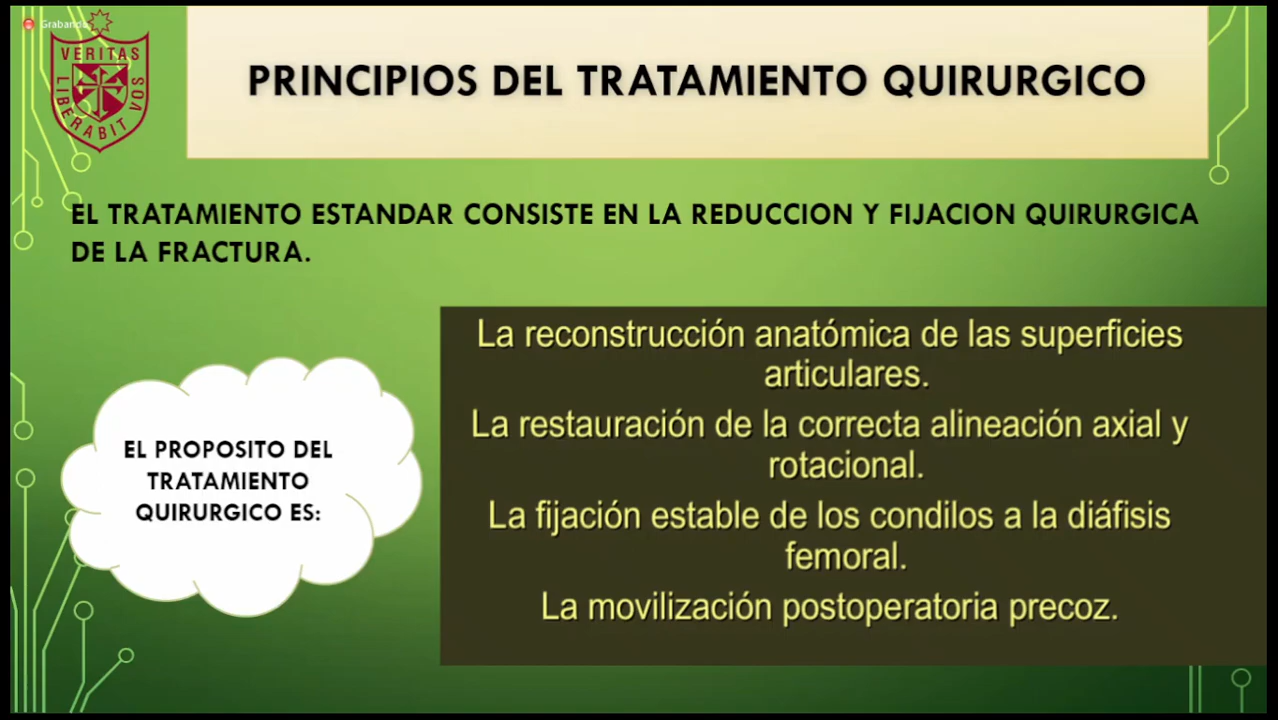 Grabando
VERITAS
LIBERABIT VOS
PRINCIPIOS DEL TRATAMIENTO QUIRURGICO
EL TRATAMIENTO ESTANDAR CONSISTE EN LA REDUCCION Y FIJACION QUIRURGICA
DE LA FRACTURA.
EL PROPOSITO DEL
TRATAMIENTO
QUIRURGICO ES:
La reconstrucción anatómica de las superficies
articulares.
La restauración de la correcta alineación axial y
rotacional.
La fijación estable de los condilos a la diáfisis
femoral.
La movilización postoperatoria precoz.